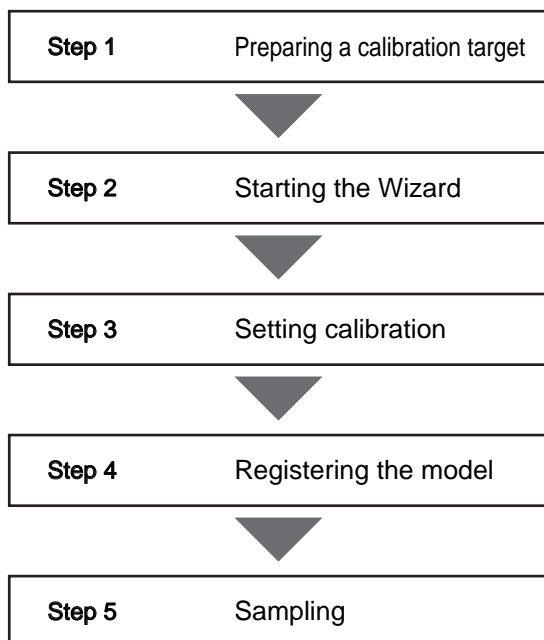 Step 1 Preparing a calibration target
Step 2 Starting the Wizard
Step 3 Setting calibration
Step 4 Registering the model
Step 5 Sampling